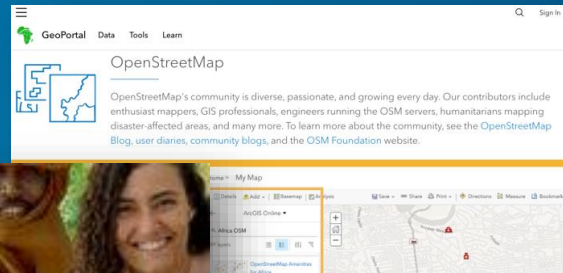 Sign In
GeoPortal Data Tools Learn
OpenStreetMap
OpenStreetMap's community is diverse, passionate, and growing every day. Our contributors include
enthusiast mappers, GIS professionals, engineers running the OSM servers, humanitarians mapping
disaster-affected areas, and many more. To learn more about the community, see the OpenStreetMap
Blog, user diaries, community blogs, and the OSM Foundation website.
Home My Map
Details Add Basemap Analysis Save Share Print Directions Measure Bookmarks
ArcGIS Online
Africa OSM
OpenStreetMap Amenities
for Africa